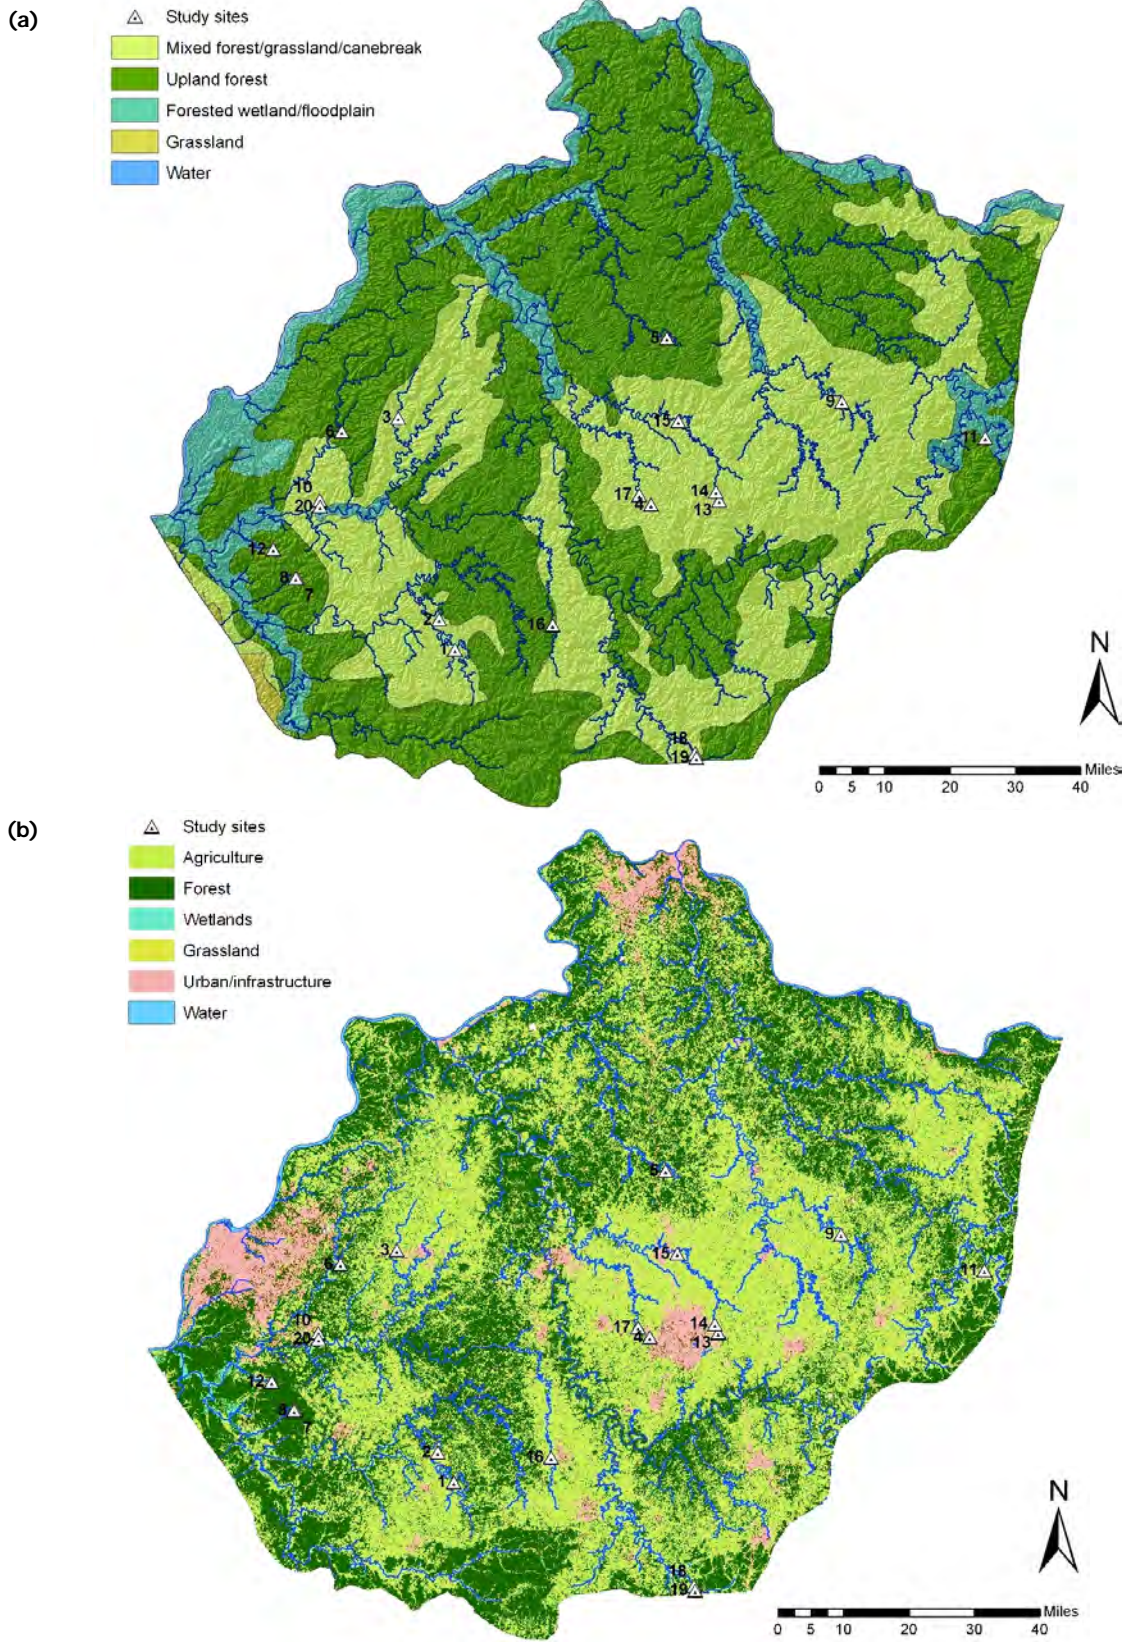 (a)
Study sites
Mixed forest/grassland/canebreak
Upland forest
Forested wetland/floodplain
Grassland
Water
5
9
3
15
6
11
10
17
14
20
4
13
12
8
7
2
16
1
N
18
19
Miles
0 5 10 20 30 40
(b)
Study sites
Agriculture
Forest
Wetlands
Grassland
Urban/infrastructure
Water
5
9
3
15
6
11
10
17
14
20
4
13
12
8
7
2
16
1
N
18
19
Miles
0 5 10 20 30 40